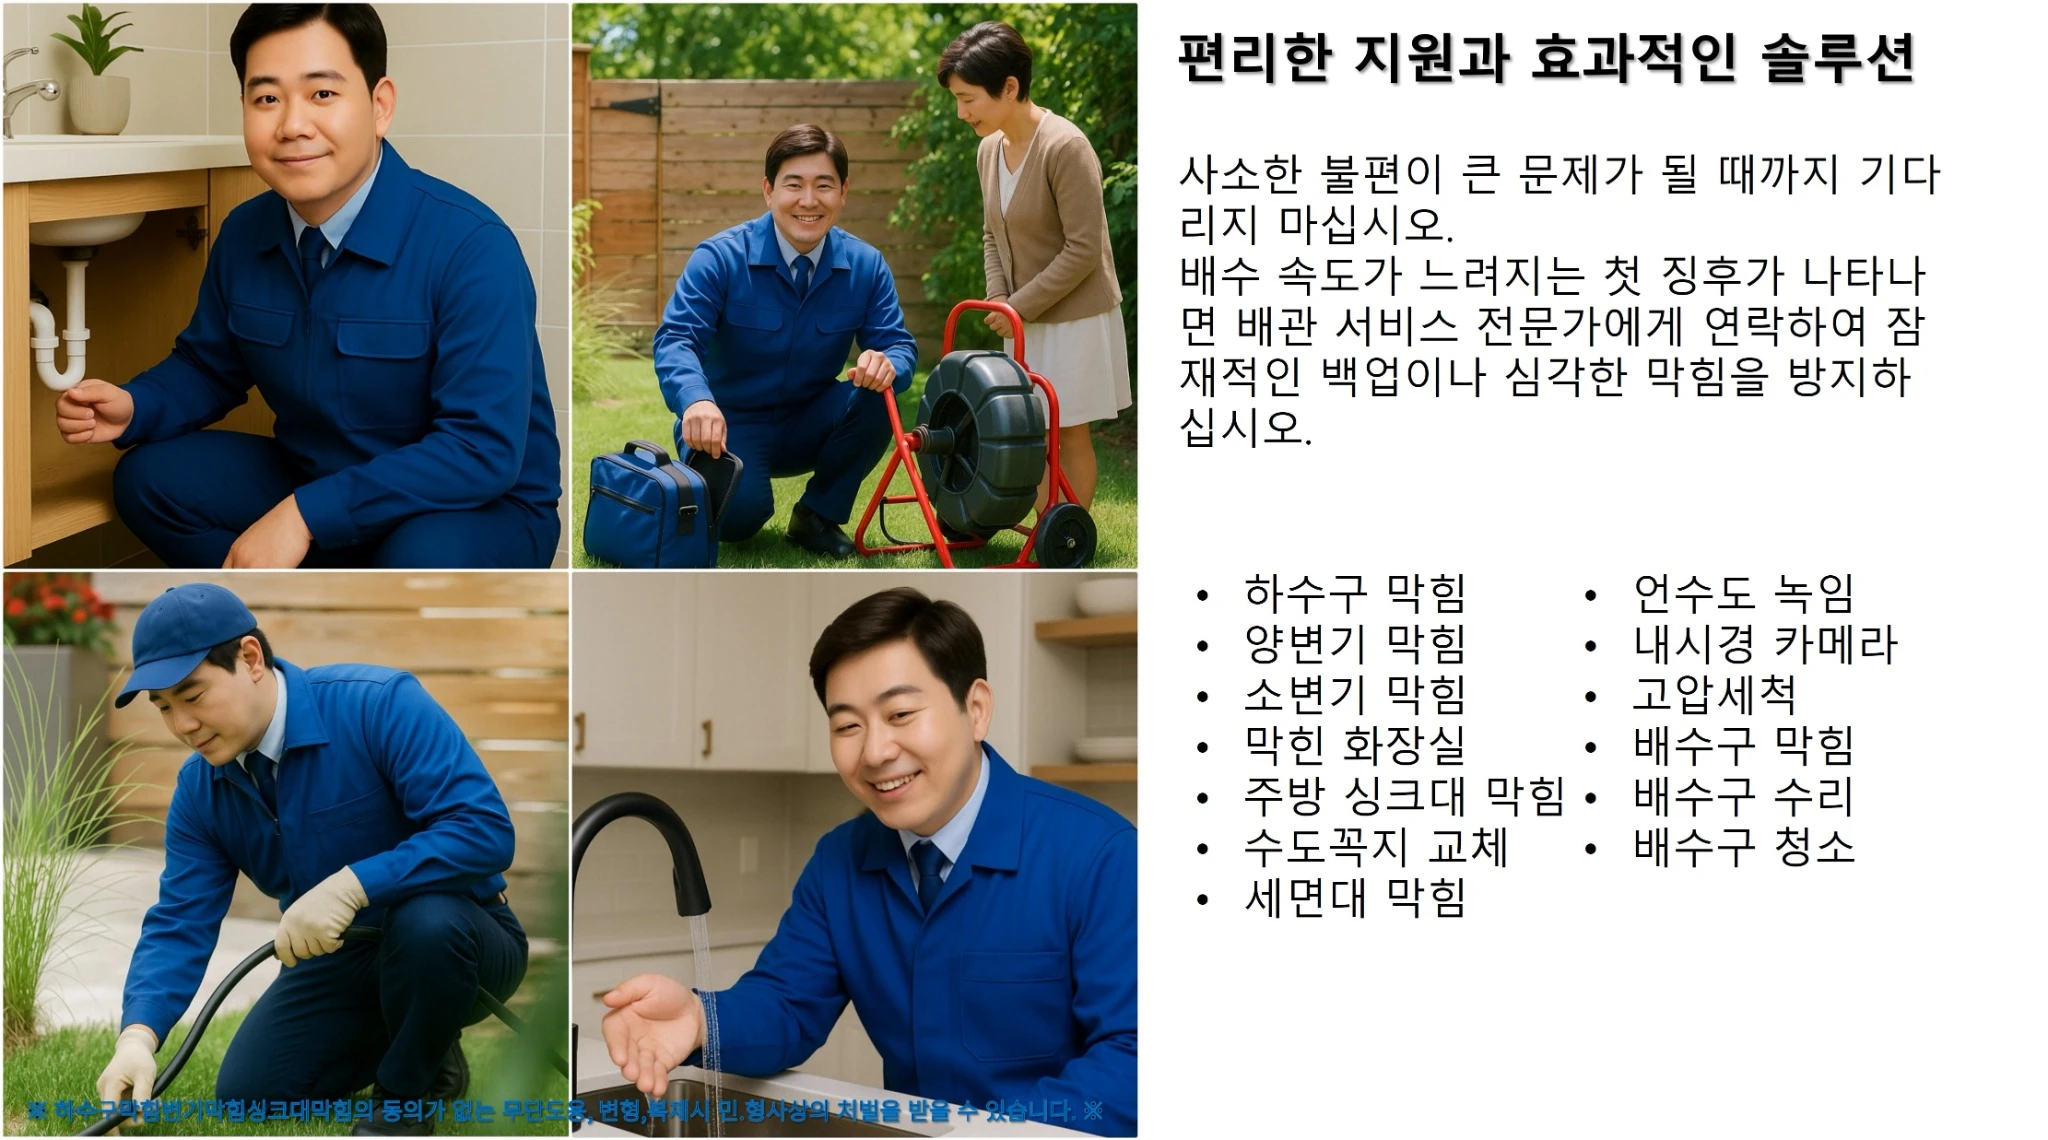 편리한 지원과 효과적인 솔루션
사소한 불편이 큰 문제가 될 때까지 기다
리지 마십시오.
배수 속도가 느려지는 첫 징후가 나타나
면 배관 서비스 전문가에게 연락하여 잠
재적인 백업이나 심각한 막힘을 방지하
십시오.
• 하수구 막힘
• 양변기 막힘
• 소변기 막힘
• 막힌 화장실
• 주방 싱크대 막힘
• 수도꼭지 교체
• 세면대 막힘
• 언수도 녹임
• 내시경 카메라
• 고압세척
• 배수구 막힘
• 배수구 수리
• 배수구 청소
※ 하수구막힘변기막힘싱크대막힘의 동의가 없는 무단도용, 변형,복제시 민.형사상의 처벌을 받을 수 있습니다. ※